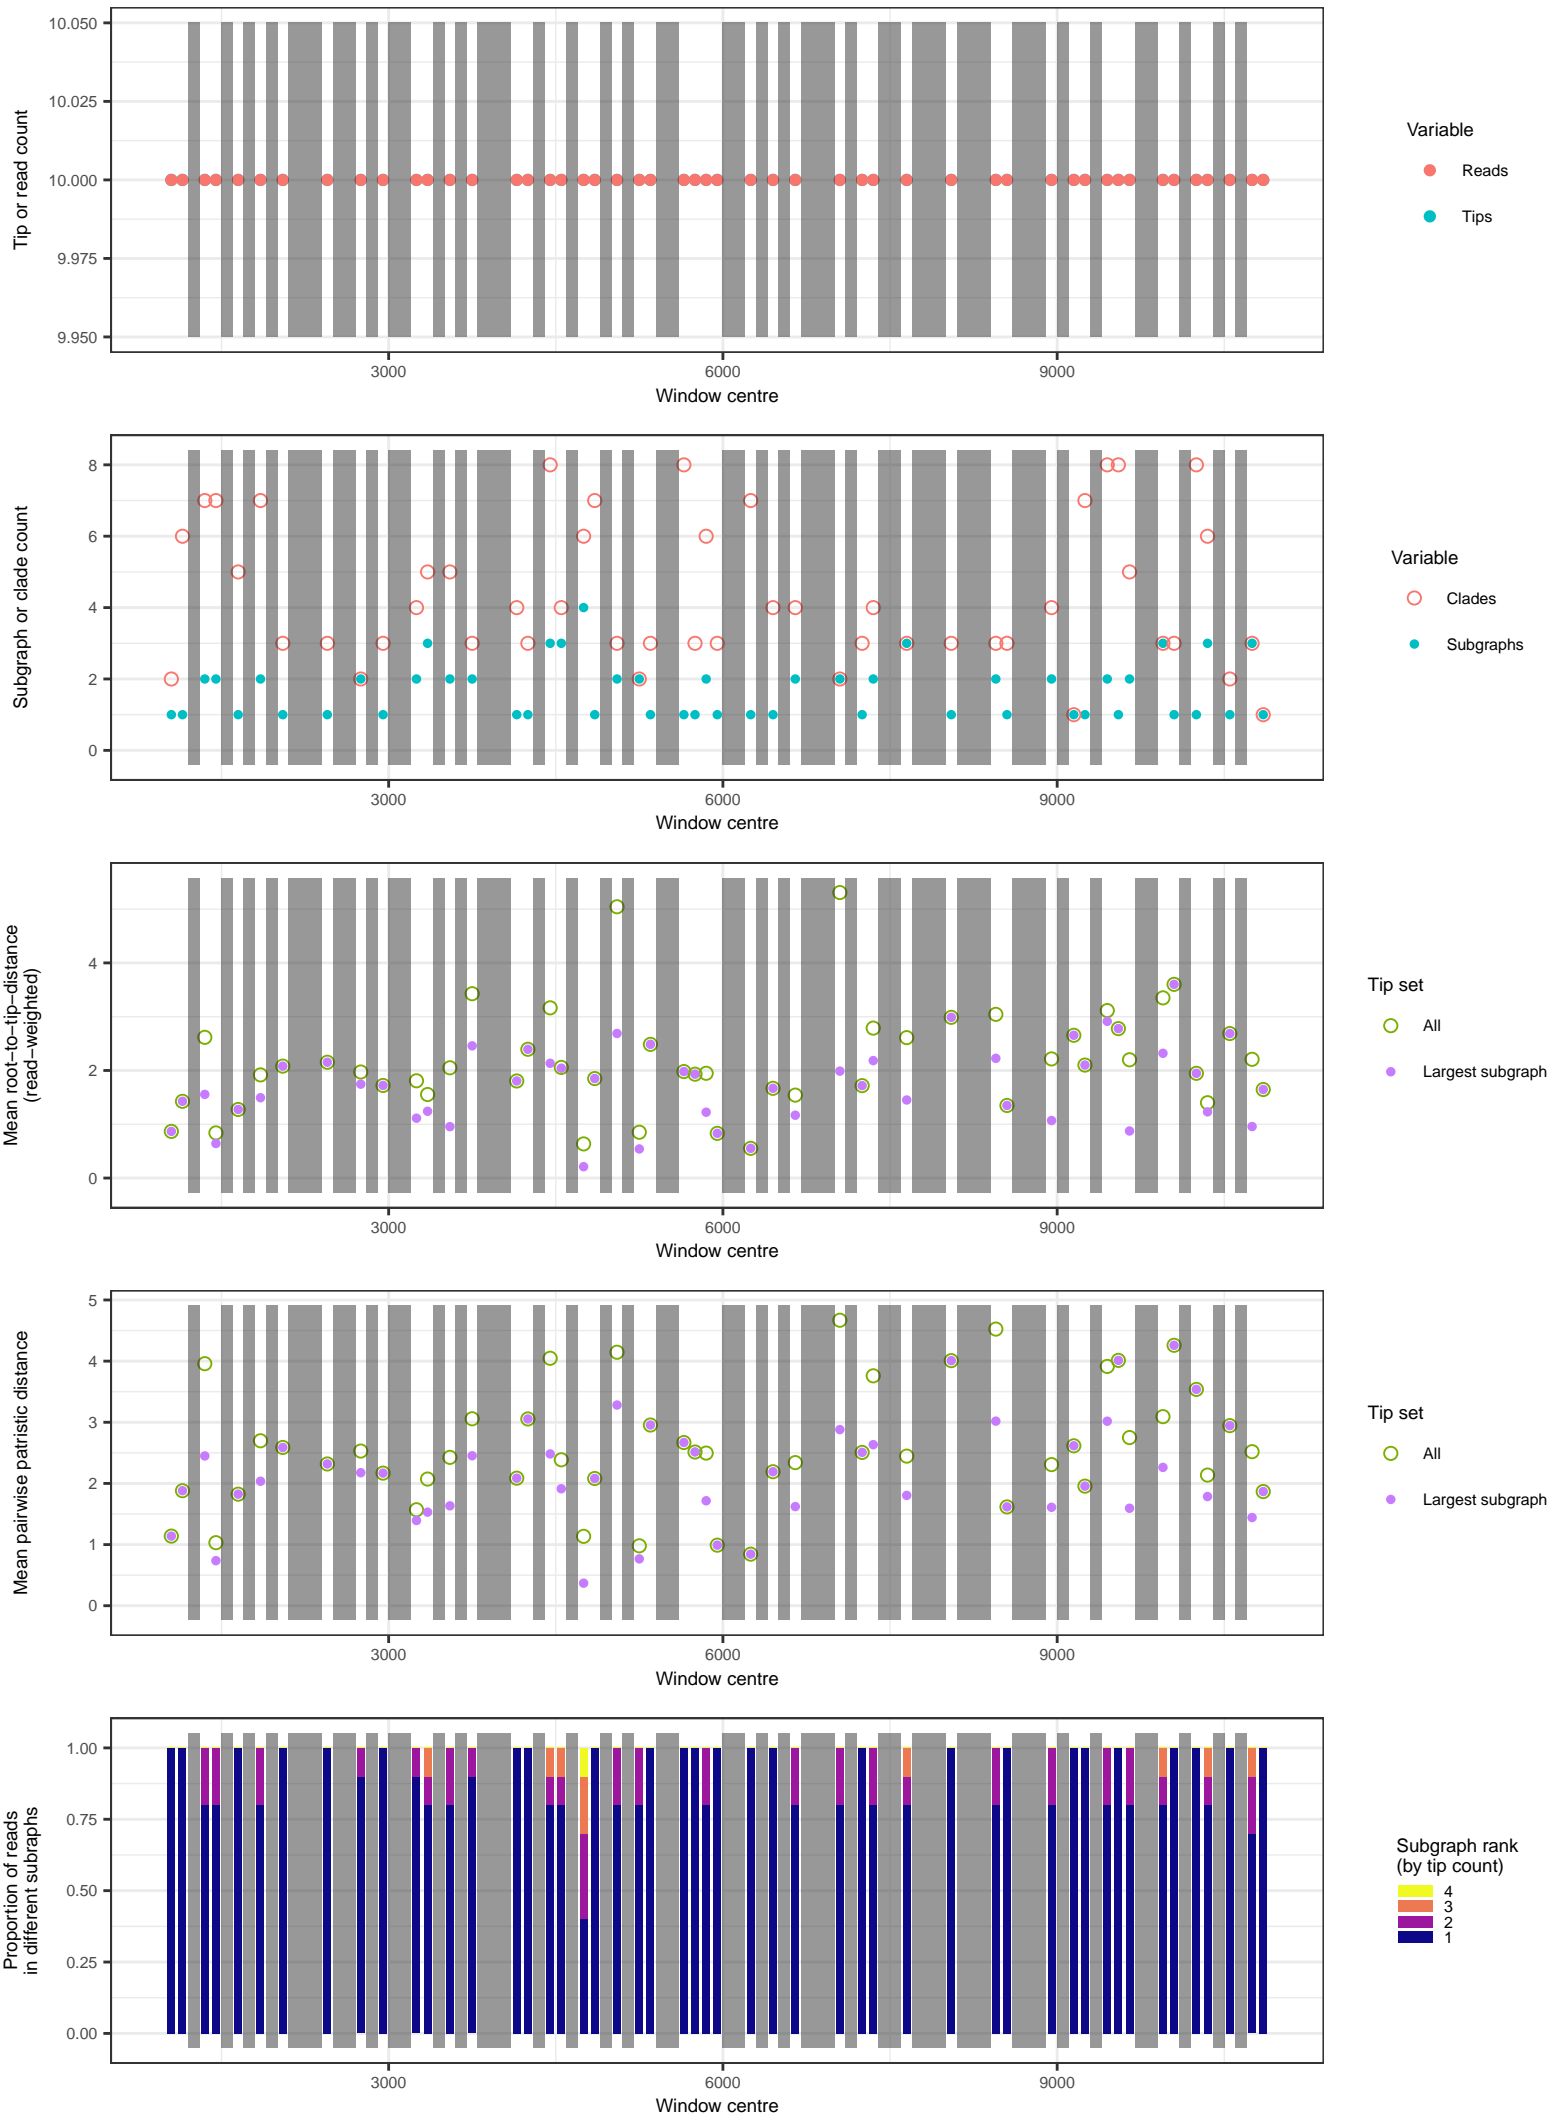 10.050
10.025
10.000
9.975
9.950
Tip or read count
3000
6000
9000
Window centre
Variable
Reads
Tips
8
6
4
2
0
Subgraph or clade count
3000
6000
9000
Window centre
Variable
Clades
Subgraphs
4
2
0
Mean root−to−tip−distance
(read−weighted)
3000
6000
9000
Window centre
Tip set
All
Largest subgraph
5
4
3
2
1
0
Mean pairwise patristic distance
3000
6000
9000
Window centre
Tip set
All
Largest subgraph
1.00
0.75
0.50
0.25
0.00
Proportion of reads
in different subraphs
3000
6000
9000
Window centre
Subgraph rank
(by tip count)
4
3
2
1